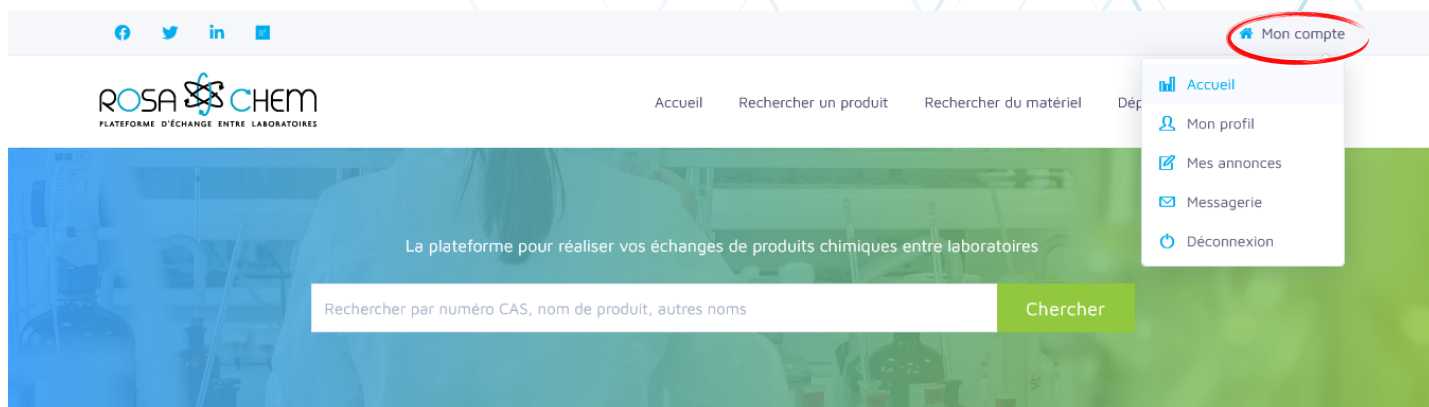 Mon compte
ROSA CHEM
PLATEFORME D'ÉCHANGE ENTRE LABORATOIRES
Accueil Rechercher un produit Rechercher du matériel
Accueil
Mon profil
Mes annonces
Messagerie
Déconnexion
La plateforme pour réaliser vos échanges de produits chimiques entre laboratoires
Rechercher par numéro CAS, nom de produit, autres noms Chercher